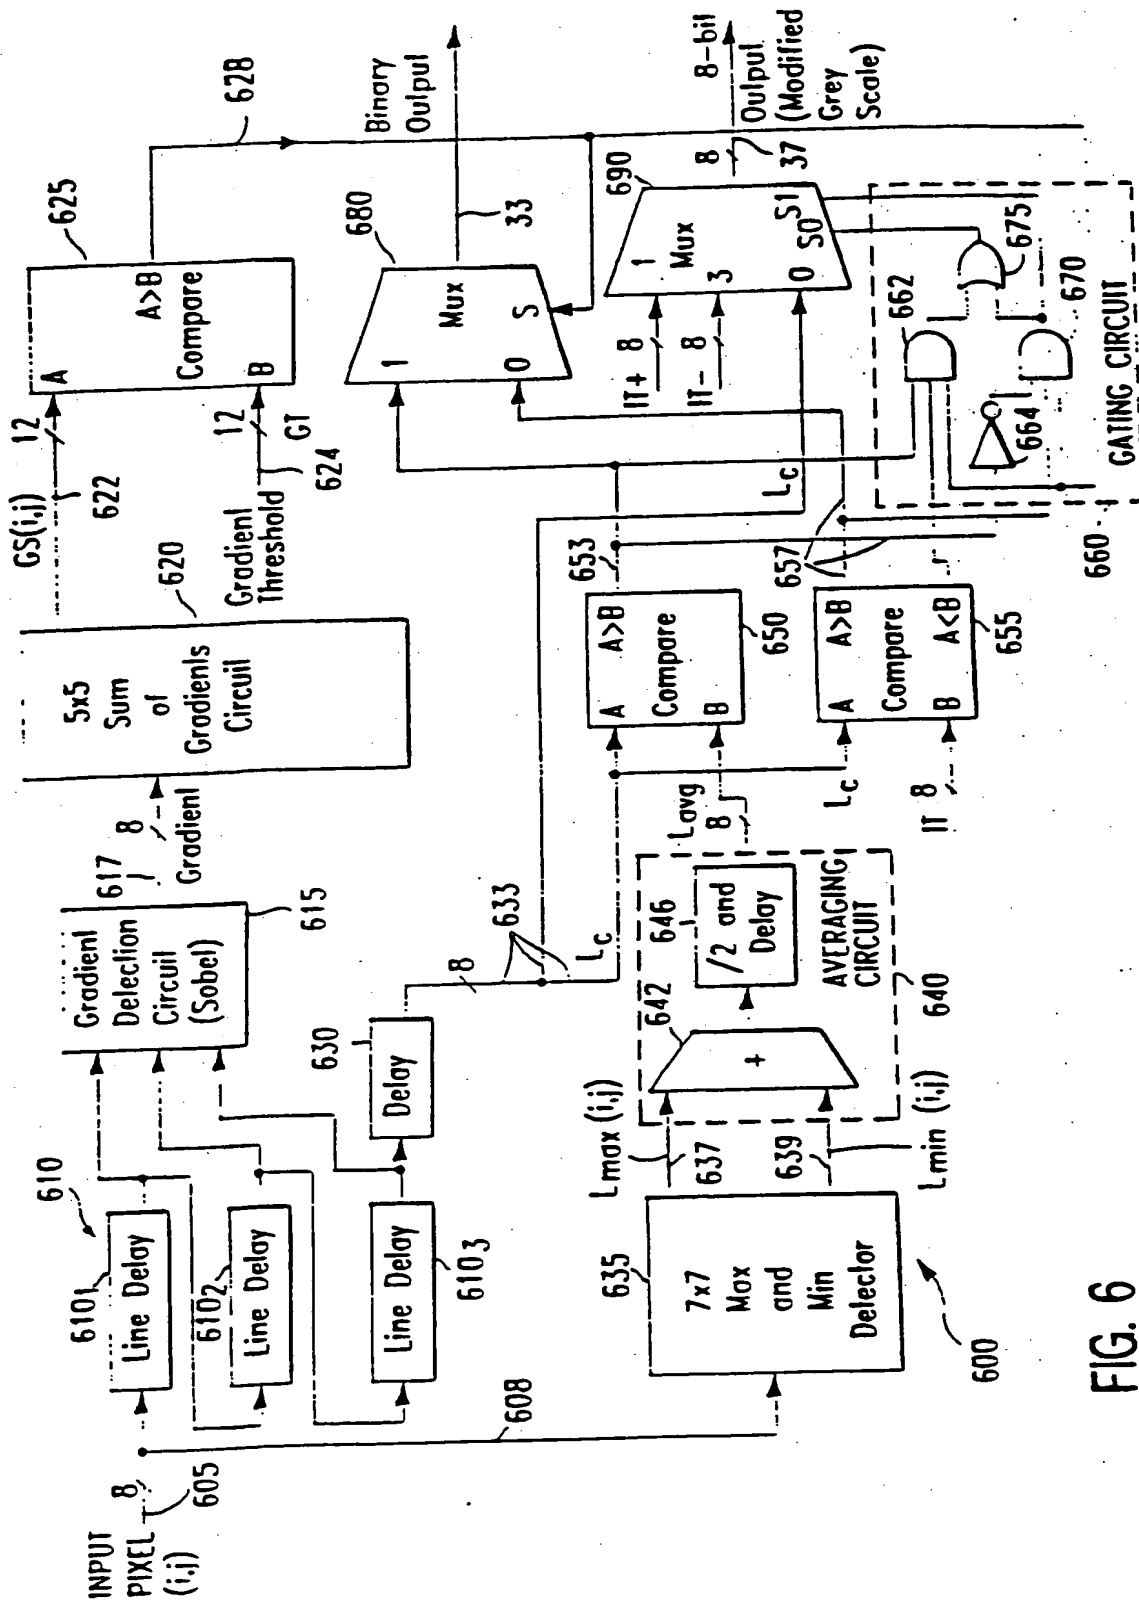 INPUT
PIXEL
(i,j)
8
605
608
610
610₁
Line Delay
610₂
Line Delay
610₃
Line Delay
630
Delay
Gradient
Detection
Circuit
(Sobel)
615
617
8
Gradient
5x5
Sum
of
Gradients
Circuit
620
GS(i,j)
12
622
Gradient
Threshold
624
12
GT
A
B
A>B
Compare
625
628
8
633
Lc
635
7x7
Max
and
Min
Detector
600
Lmax (i,j)
637
639
Lmin (i,j)
642
+
646
/2 and
Delay
AVERAGING
CIRCUIT
640
Lavg
8
A
B
A>B
Compare
650
653
Lc
IT
8
A
B
A>B
A<B
Compare
655
657
Lc
680
1
0
Mux
S
33
Binary
Output
IT+
8
IT-
8
690
1
Mux
3
0
S0
S1
8
37
8-bit
Output
(Modified
Grey
Scale)
660
662
664
670
675
GATING CIRCUIT
FIG. 6